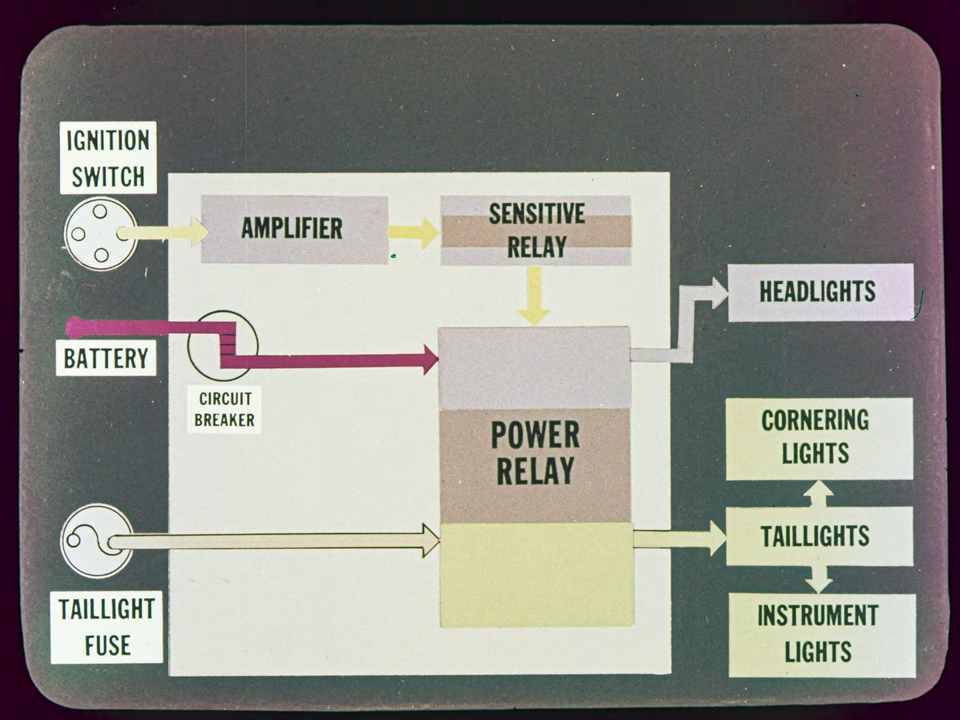 IGNITION
SWITCH
AMPLIFIER
SENSITIVE
RELAY
HEADLIGHTS
BATTERY
CIRCUIT
BREAKER
POWER
RELAY
CORNERING
LIGHTS
TAILLIGHTS
TAILLIGHT
FUSE
INSTRUMENT
LIGHTS